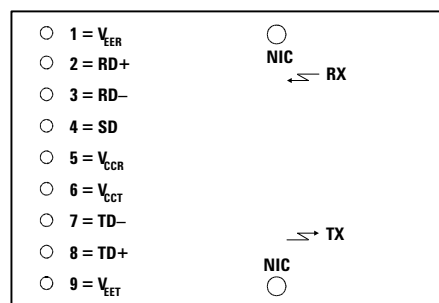 1 = VEER
2 = RD+
3 = RD–
4 = SD
5 = VCCR
6 = VCCT
7 = TD–
8 = TD+
9 = VEET
NIC
RX
TX
NIC